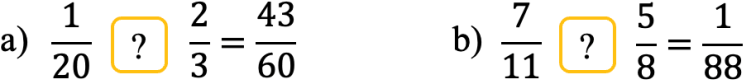 a) 1/20 ? 2/3 = 43/60 b) 7/11 ? 5/8 = 1/88